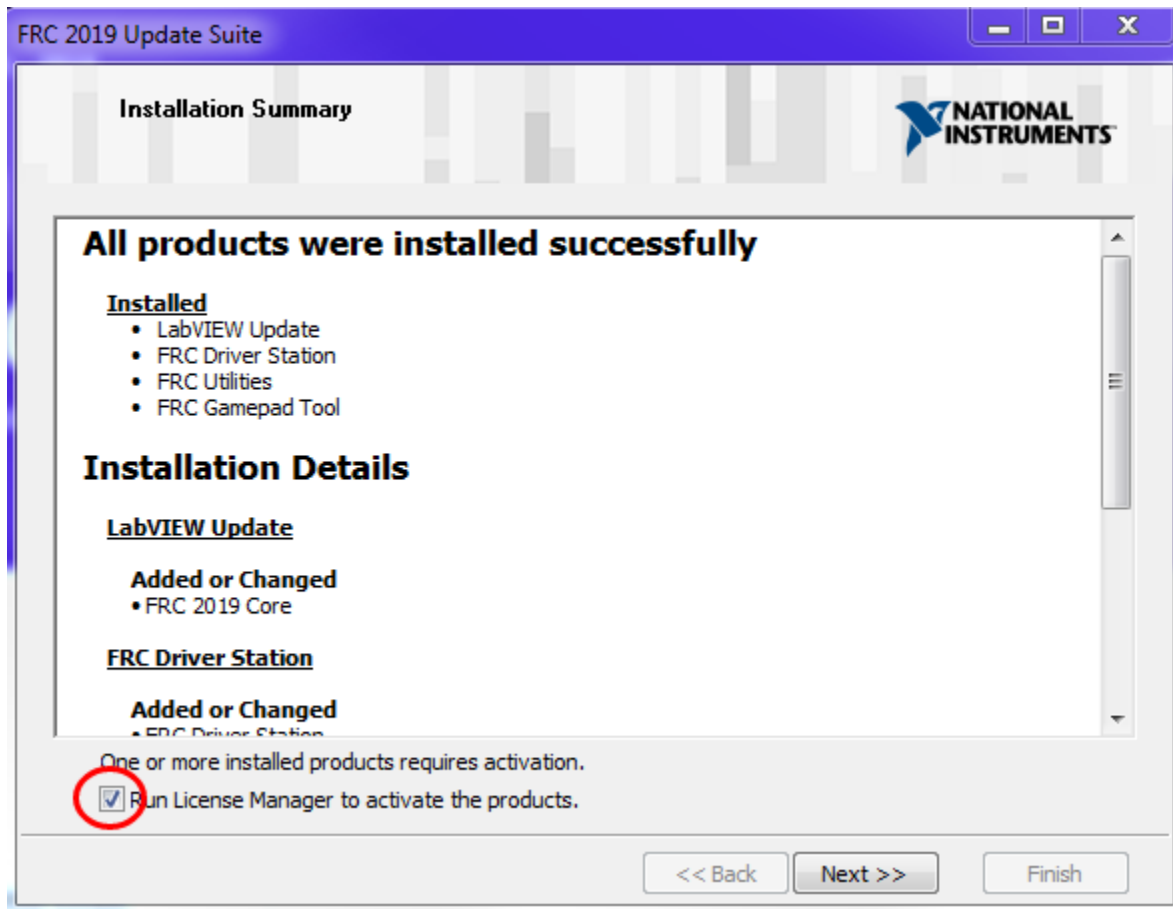 FRC 2019 Update Suite
Installation Summary
NATIONAL
INSTRUMENTS
All products were installed successfully
Installed
• LabVIEW Update
• FRC Driver Station
• FRC Utilities
• FRC Gamepad Tool
Installation Details
LabVIEW Update
Added or Changed
• FRC 2019 Core
FRC Driver Station
Added or Changed
• FRC Driver Station
One or more installed products requires activation.
Run License Manager to activate the products.
<< Back Next >> Finish